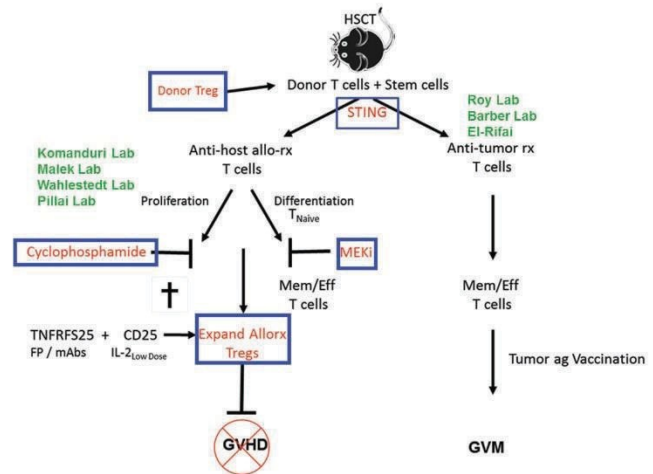 HSCT
Donor Treg
Donor T cells + Stem cells
STING
Roy Lab
Barber Lab
El-Rifai
Anti-tumor rx
T cells
Komanduri Lab
Malek Lab
Wahlestedt Lab
Pillai Lab
Anti-host allo-rx
T cells
Proliferation
Differentiation
TNaive
Cyclophosphamide
MEKi
Mem/Eff
T cells
Mem/Eff
T cells
TNFRFS25 + CD25
FP / mAbs IL-2Low Dose
Expand Allorx
Tregs
Tumor ag Vaccination
GVHD
GVM